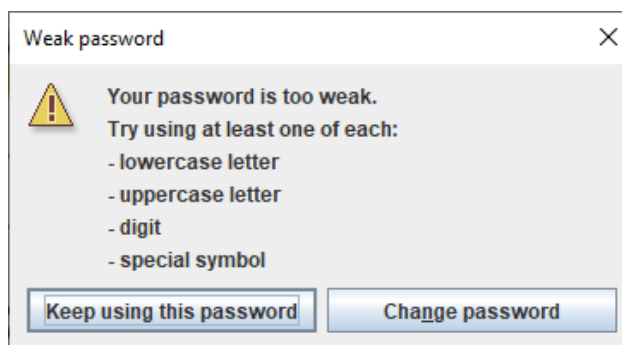 Weak password
Your password is too weak.
Try using at least one of each:
- lowercase letter
- uppercase letter
- digit
- special symbol
Keep using this password
Change password